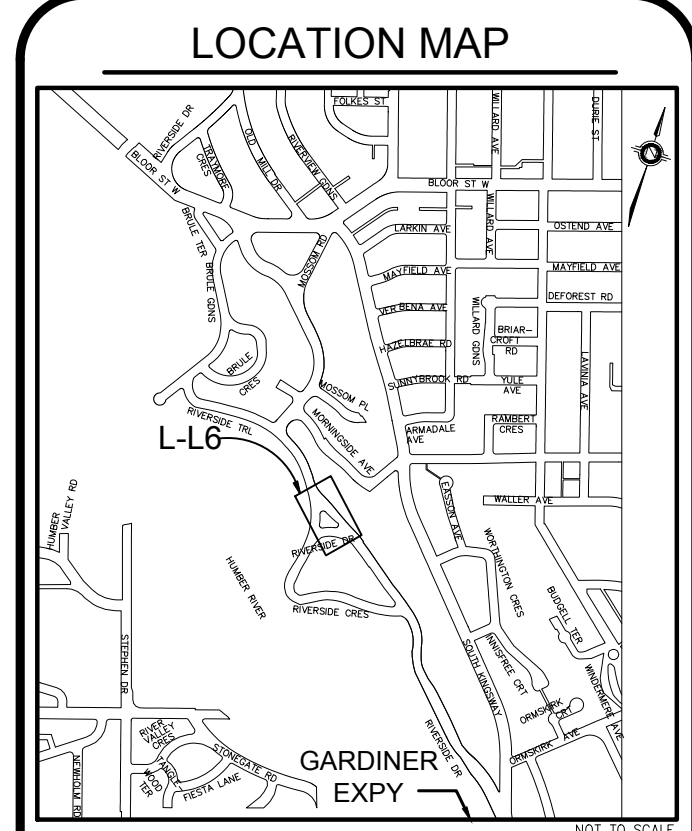 LOCATION MAP
FOLKES ST
RIVERSIDE DR
TRAYMORE
CRES
OLD MILL DR
RIVERVIEW GDNS
WILLARD AVE
DURIE ST
BLOOR ST W
BLOOR ST W
BRULE TER
BRULE GDNS
MOSSOM RD
LARKIN AVE
WILLARD AVE
OSTEND AVE
MAYFIELD AVE
MAYFIELD AVE
DEFOREST RD
VERBENA AVE
WILLARD GDNS
BRIAR-
CROFT
RD
HAZELBRAE RD
LAVINIA AVE
BRULE
CRES
SUNNYBROOK RD
YULE
AVE
MOSSOM PL
RIVERSIDE TRL
MORNINGSIDE AVE
ARMADALE
AVE
RAMBERT
CRES
L-L6
HUMBER
VALLEY RD
EASSON AVE
WALLER AVE
RIVERSIDE DR
HUMBER RIVER
WORTHINGTON CRES
RIVERSIDE CRES
BUDGELL TER
STEPHEN DR
SOUTH KINGSWAY
INNISFREE CRT
WINDERMERE AVE
ORMSKIRK
CRT
RIVER
VALLEY
CRES
STONEGATE RD
RIVERSIDE DR
ORMSKIRK AVE
NEWHOLM RD
WOOD
TER
TANGLE
FIESTA LANE
GARDINER
EXPY
NOT TO SCALE